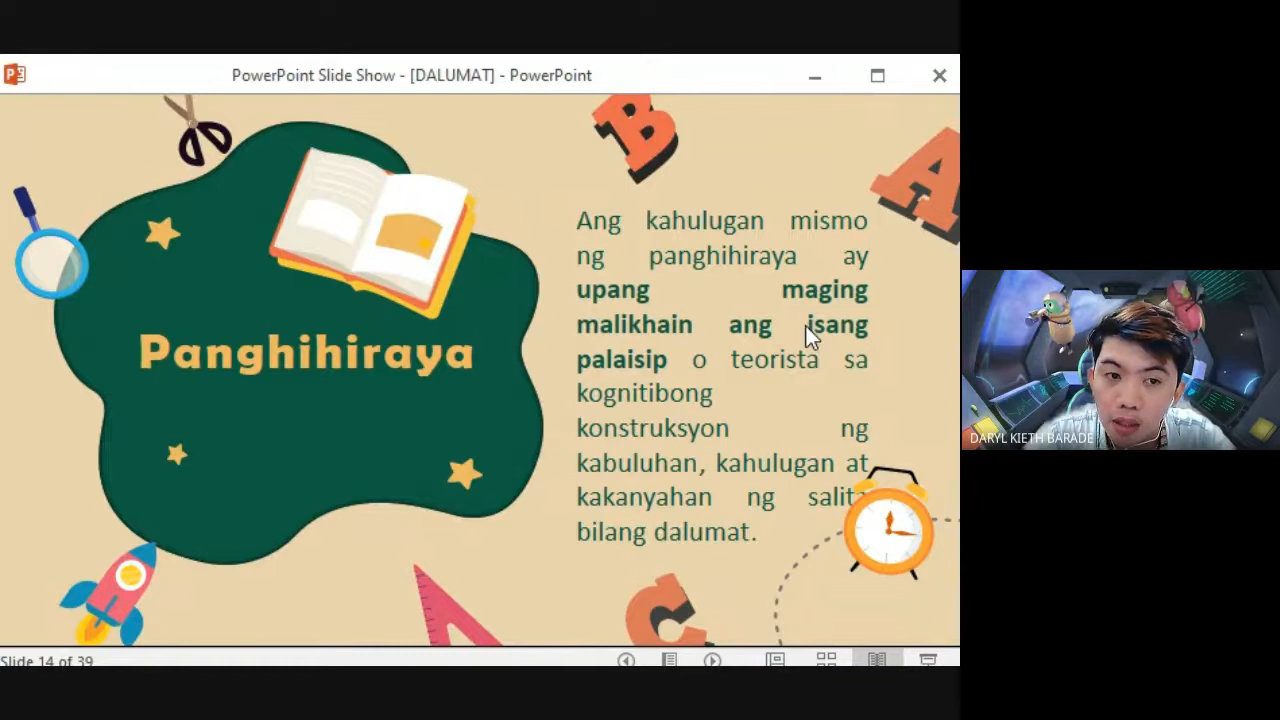 PowerPoint Slide Show - [DALUMAT] - PowerPoint
B
A
Panghihiraya
Ang kahulugan mismo
ng panghihiraya ay
upang maging
malikhain ang isang
palaisip o teorista sa
kognitibong
konstruksyon ng
kabuluhan, kahulugan at
kakanyahan ng salita
bilang dalumat.
C
DARYL KIETH BARADE
Slide 14 of 39